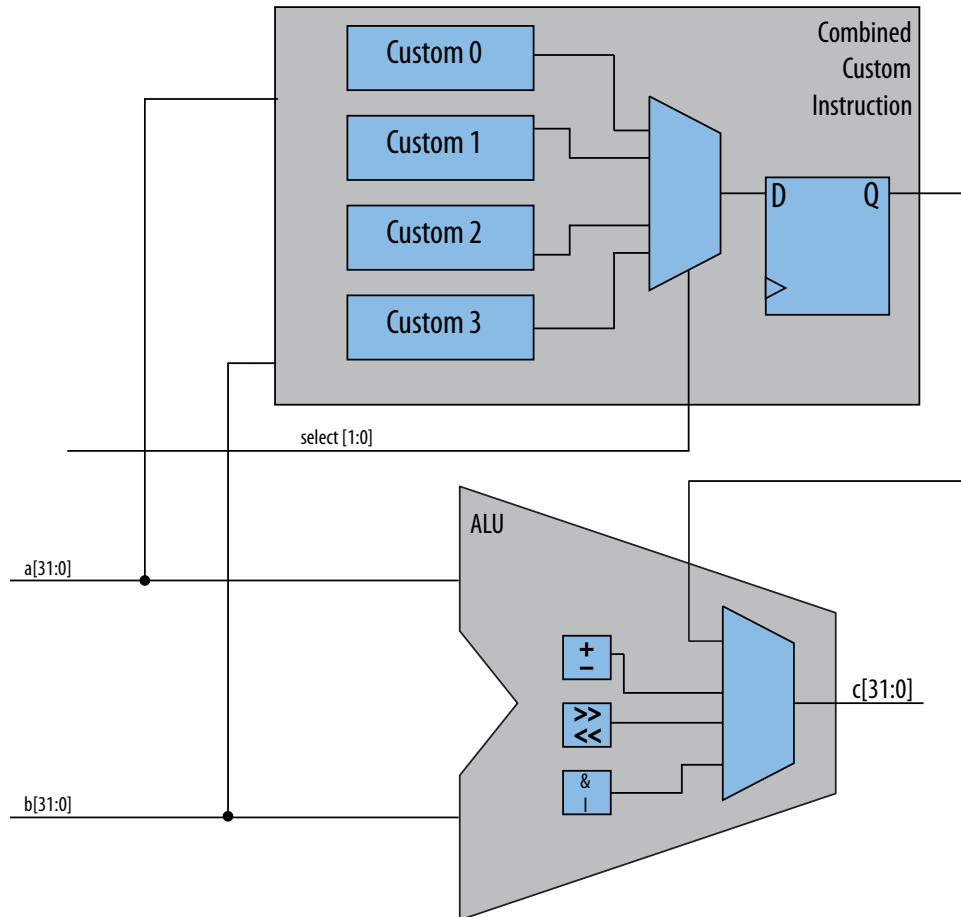 Custom 0
Combined
Custom
Instruction
Custom 1
Custom 2
Custom 3
D
Q
select [1:0]
ALU
a[31:0]
+
−
>>
<<
c[31:0]
&
|
b[31:0]